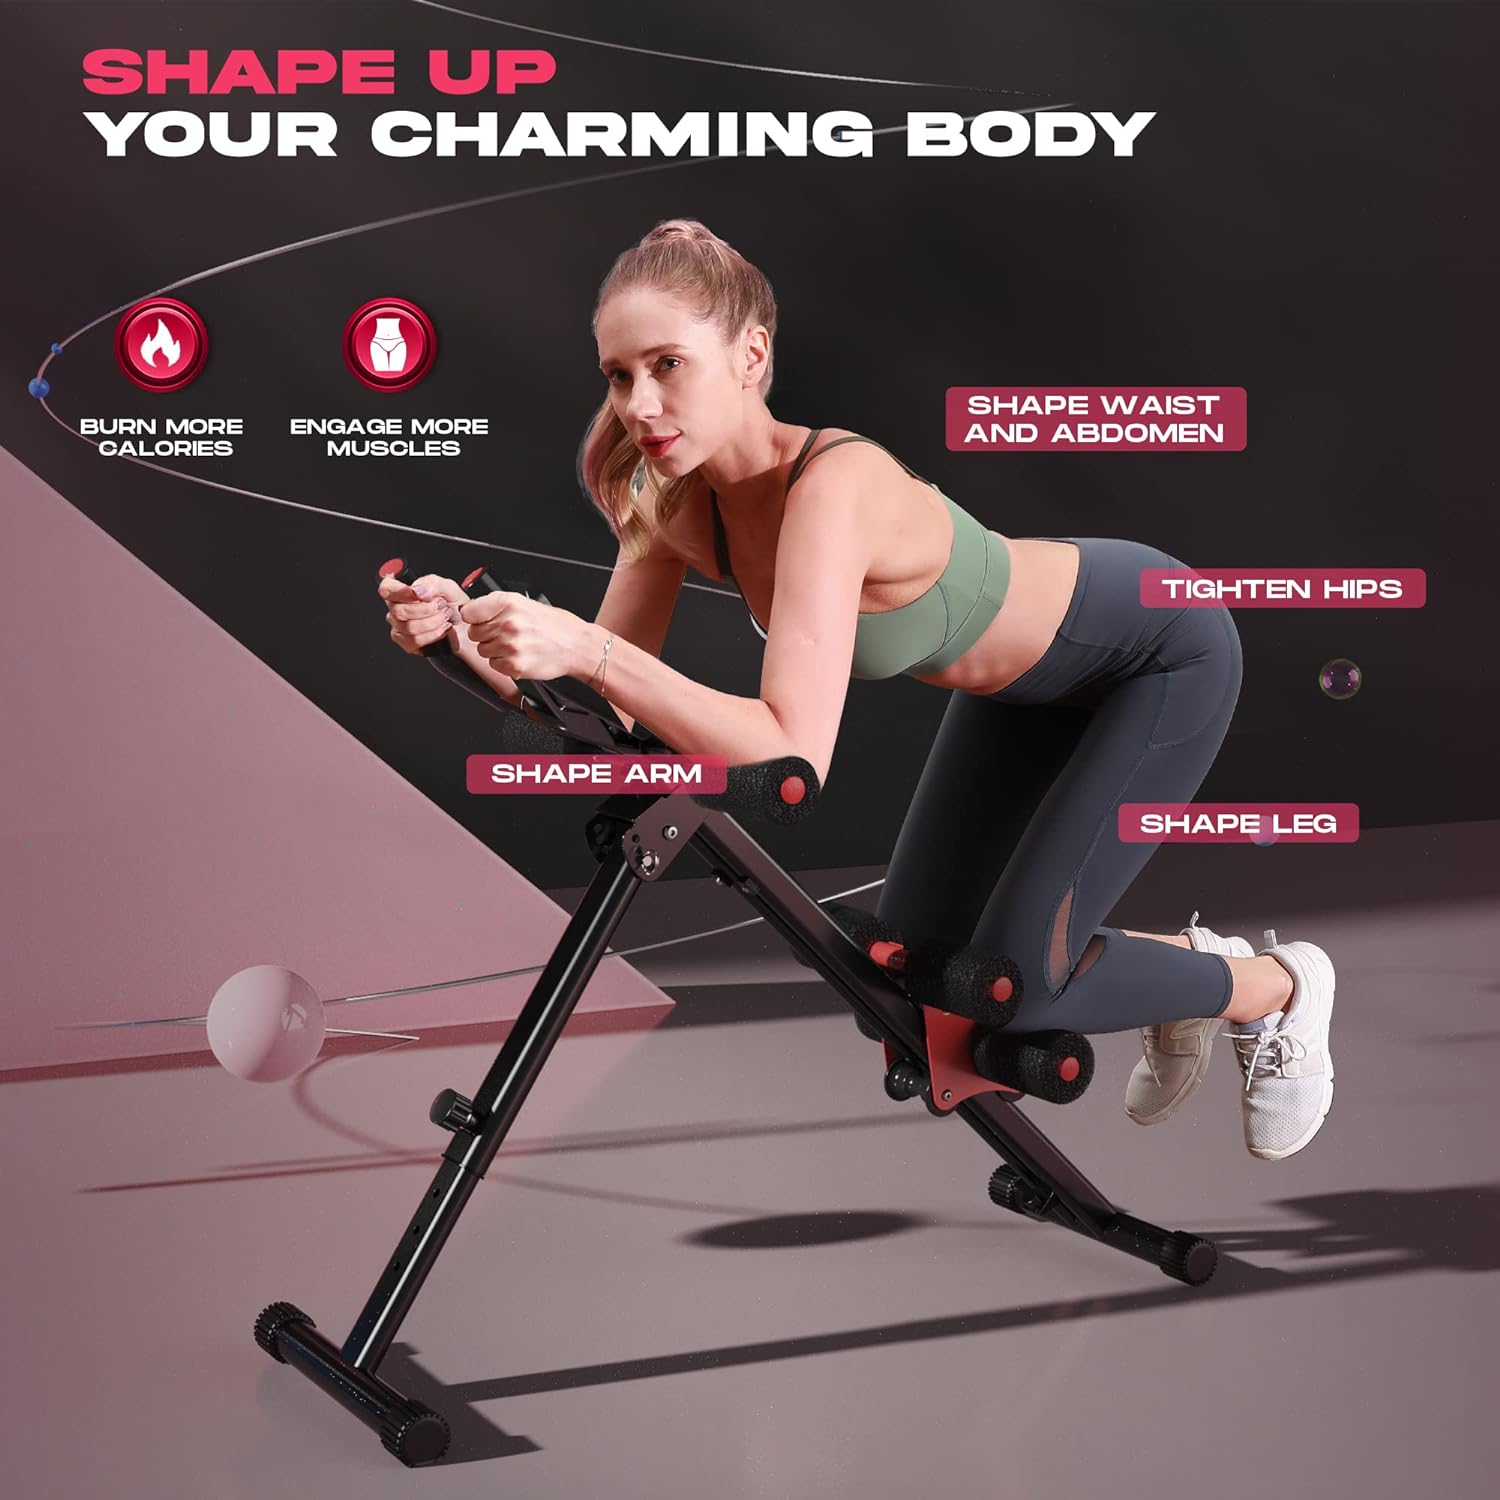 SHAPE UP
YOUR CHARMING BODY
BURN MORE
CALORIES
ENGAGE MORE
MUSCLES
SHAPE WAIST
AND ABDOMEN
TIGHTEN HIPS
SHAPE ARM
SHAPE LEG